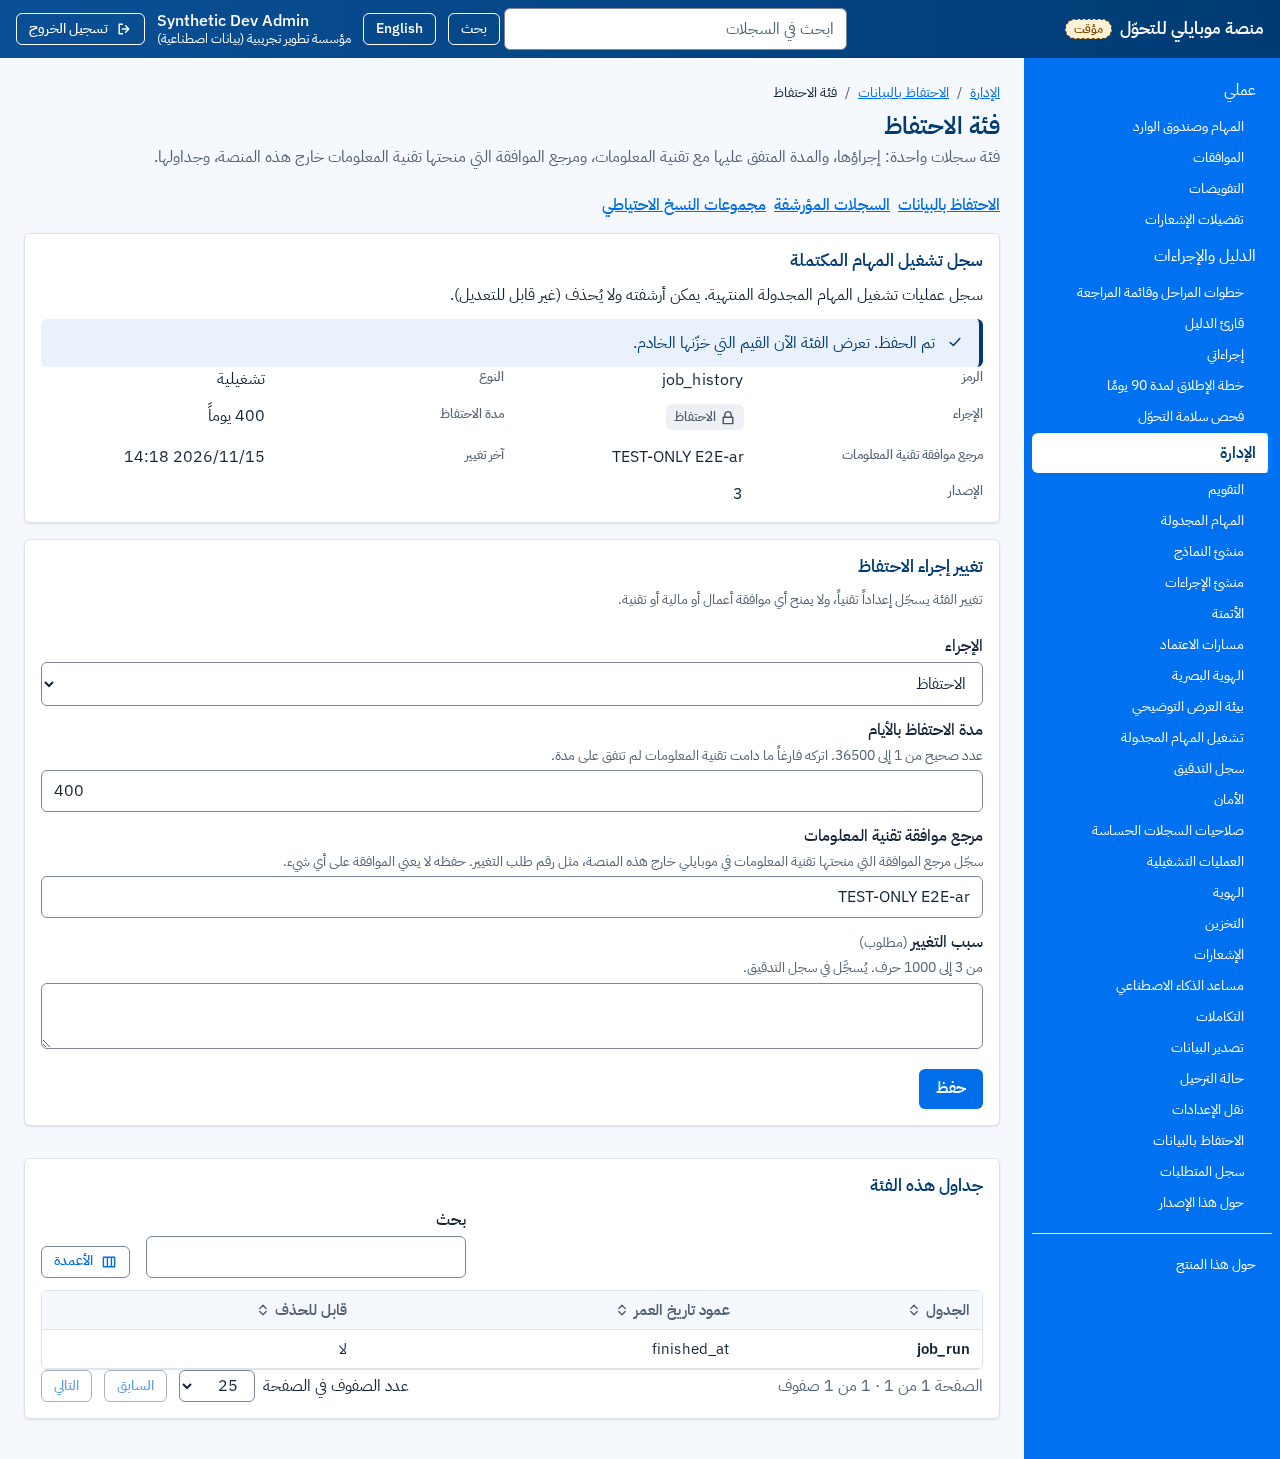 منصة موبايلي للتحوّل
مؤقت
ابحث في السجلات
بحث
English
Synthetic Dev Admin
مؤسسة تطوير تجريبية (بيانات اصطناعية)
تسجيل الخروج
عملي
المهام وصندوق الوارد
الموافقات
التفويضات
تفضيلات الإشعارات
الدليل والإجراءات
خطوات المراحل وقائمة المراجعة
قارئ الدليل
إجراءاتي
خطة الإطلاق لمدة 90 يومًا
فحص سلامة التحوّل
الإدارة
التقويم
المهام المجدولة
منشئ النماذج
منشئ الإجراءات
الأتمتة
مسارات الاعتماد
الهوية البصرية
بيئة العرض التوضيحي
تشغيل المهام المجدولة
سجل التدقيق
الأمان
صلاحيات السجلات الحساسة
العمليات التشغيلية
الهوية
التخزين
الإشعارات
مساعد الذكاء الاصطناعي
التكاملات
تصدير البيانات
حالة الترحيل
نقل الإعدادات
الاحتفاظ بالبيانات
سجل المتطلبات
حول هذا الإصدار
حول هذا المنتج
الإدارة / الاحتفاظ بالبيانات / فئة الاحتفاظ
فئة الاحتفاظ
فئة سجلات واحدة: إجراؤها، والمدة المتفق عليها مع تقنية المعلومات، ومرجع الموافقة التي منحتها تقنية المعلومات خارج هذه المنصة، وجداولها.
الاحتفاظ بالبيانات السجلات المؤرشفة مجموعات النسخ الاحتياطي
سجل تشغيل المهام المكتملة
سجل عمليات تشغيل المهام المجدولة المنتهية. يمكن أرشفته ولا يُحذف (غير قابل للتعديل).
تم الحفظ. تعرض الفئة الآن القيم التي خزّنها الخادم.
الرمز job_history النوع تشغيلية
الإجراء الاحتفاظ مدة الاحتفاظ 400 يوماً
مرجع موافقة تقنية المعلومات TEST-ONLY E2E-ar آخر تغيير 2026/11/15 14:18
الإصدار 3
تغيير إجراء الاحتفاظ
تغيير الفئة يسجّل إعداداً تقنياً، ولا يمنح أي موافقة أعمال أو مالية أو تقنية.
الإجراء
الاحتفاظ
مدة الاحتفاظ بالأيام
عدد صحيح من 1 إلى 36500. اتركه فارغاً ما دامت تقنية المعلومات لم تتفق على مدة.
400
مرجع موافقة تقنية المعلومات
سجّل مرجع الموافقة التي منحتها تقنية المعلومات في موبايلي خارج هذه المنصة، مثل رقم طلب التغيير. حفظه لا يعني الموافقة على أي شيء.
TEST-ONLY E2E-ar
سبب التغيير (مطلوب)
من 3 إلى 1000 حرف. يُسجَّل في سجل التدقيق.
حفظ
جداول هذه الفئة
بحث
الأعمدة
الجدول عمود تاريخ العمر قابل للحذف
job_run finished_at لا
الصفحة 1 من 1 · 1 من 1 صفوف عدد الصفوف في الصفحة 25 السابق التالي